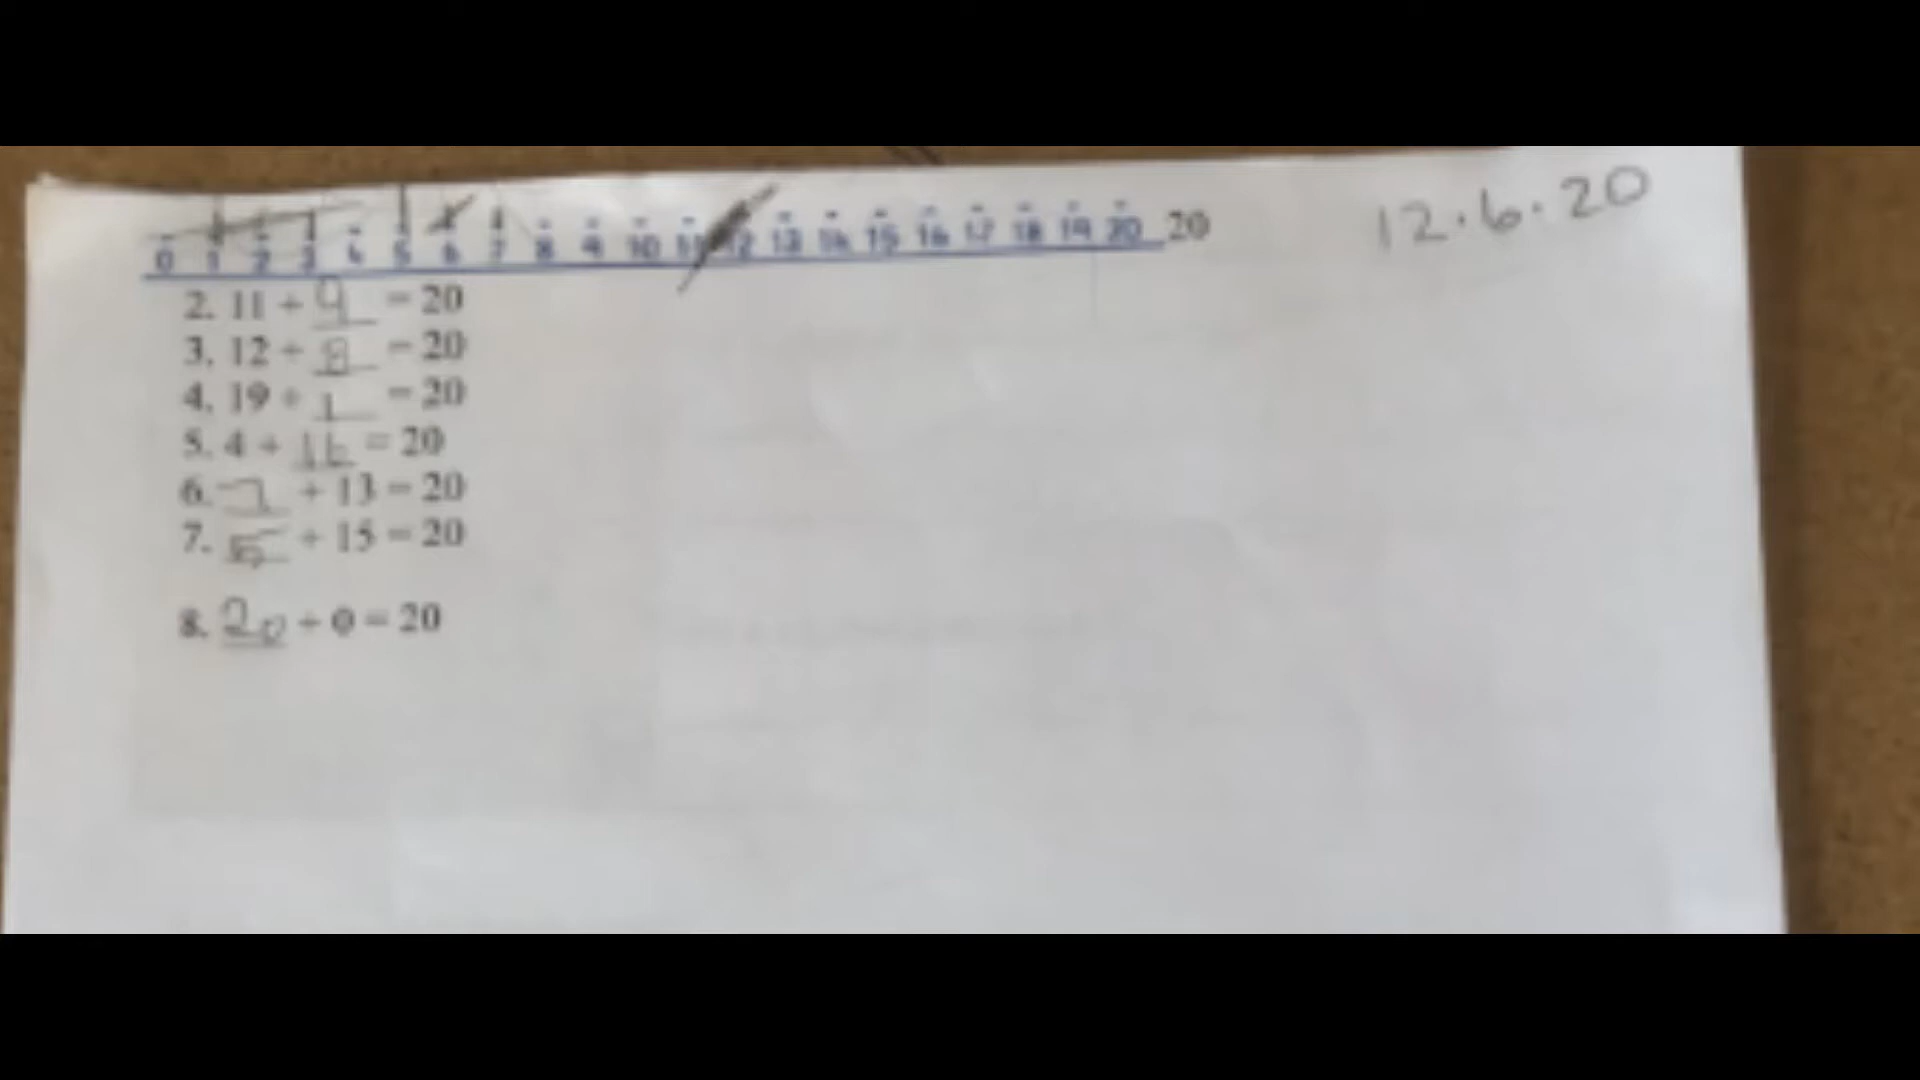 12.6.20
0 1 2 3 4 5 6 7 8 9 10 11 12 13 14 15 16 17 18 19 20 20
2. 11 + 9 = 20
3. 12 + 8 = 20
4. 19 + 1 = 20
5. 4 + 16 = 20
6. 7 + 13 = 20
7. 5 + 15 = 20
8. 20 + 0 = 20